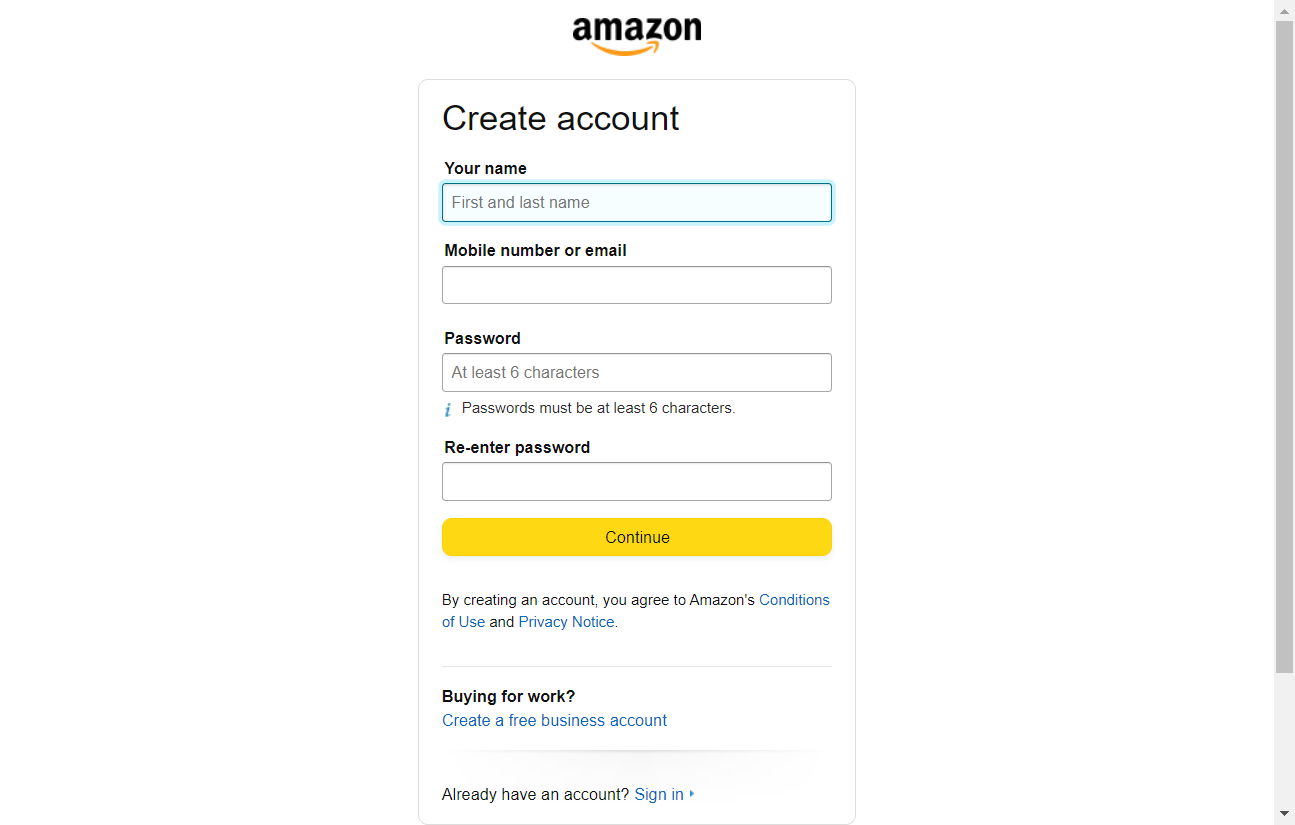 amazon
Create account
Your name
First and last name
Mobile number or email
Password
At least 6 characters
i Passwords must be at least 6 characters.
Re-enter password
Continue
By creating an account, you agree to Amazon's Conditions
of Use and Privacy Notice.
Buying for work?
Create a free business account
Already have an account? Sign in